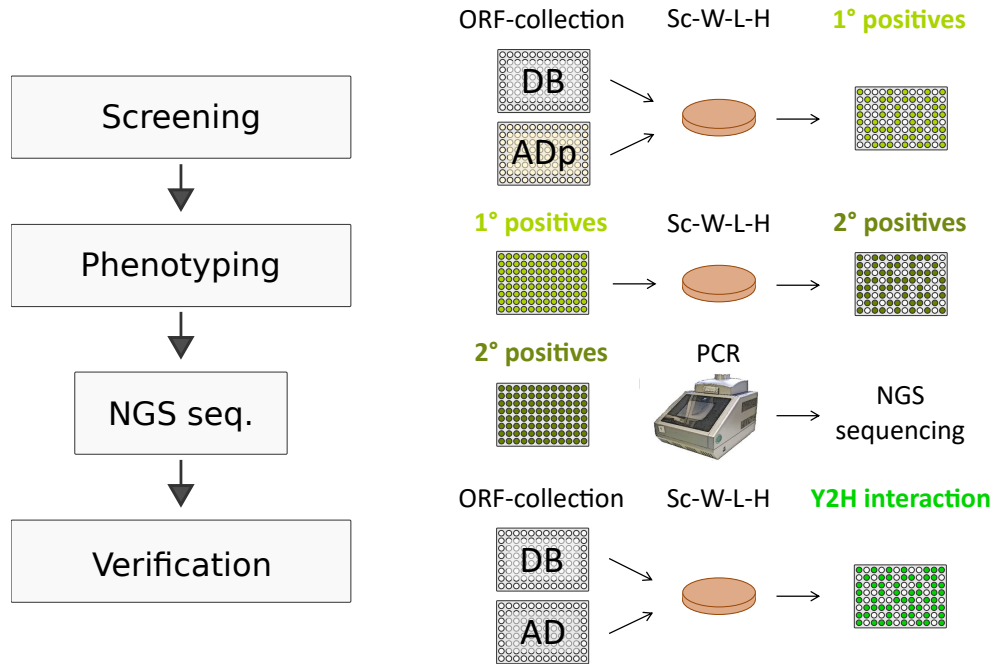 ORF-collection
Sc-W-L-H
1° positives
Screening
DB
ADp
Phenotyping
1° positives
Sc-W-L-H
2° positives
NGS seq.
2° positives
PCR
NGS
sequencing
Verification
ORF-collection
Sc-W-L-H
Y2H interaction
DB
AD